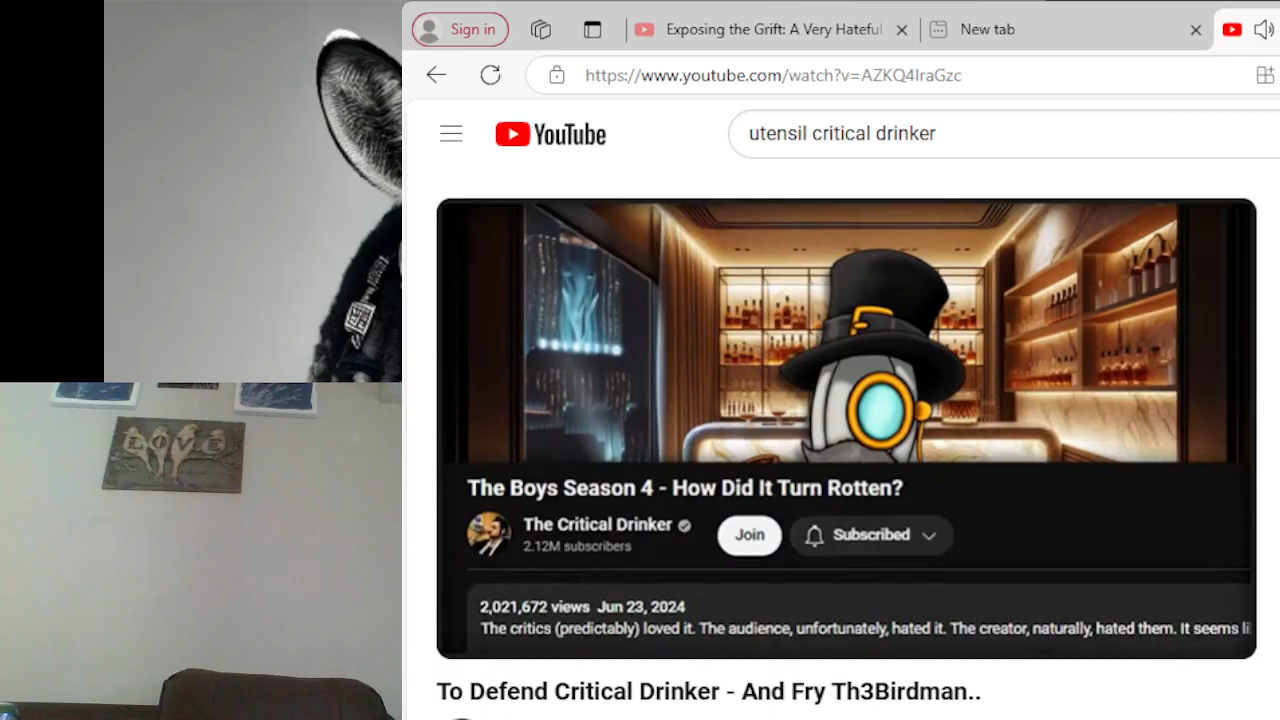 Sign in
Exposing the Grift: A Very Hateful
New tab
https://www.youtube.com/watch?v=AZKQ4lraGzc
YouTube
utensil critical drinker
LOVE
The Boys Season 4 - How Did It Turn Rotten?
The Critical Drinker
2.12M subscribers
Join
Subscribed
2,021,672 views Jun 23, 2024
The critics (predictably) loved it. The audience, unfortunately, hated it. The creator, naturally, hated them. It seems li
To Defend Critical Drinker - And Fry Th3Birdman..